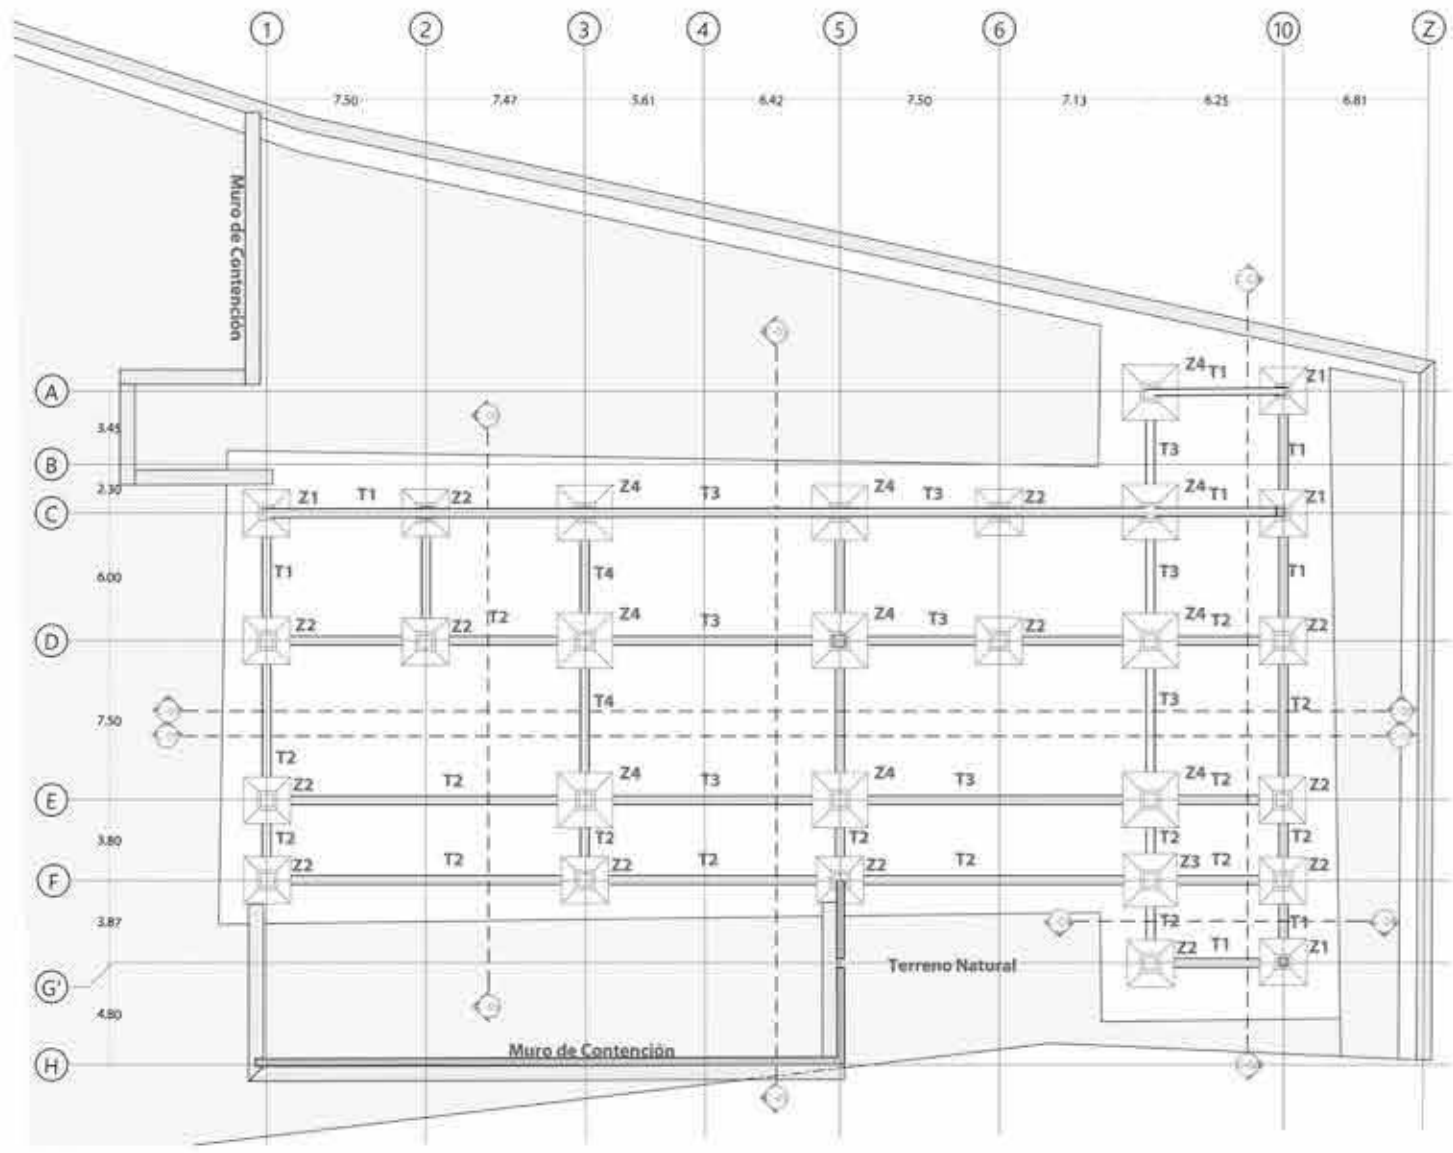 1 2 3 4 5 6 10 Z
7.50 7.47 5.61 6.42 7.50 7.13 6.25 6.81
Muro de Contención
Z4 T1 Z1
A
3.45
T3 T1
B
2.30
Z1 T1 Z2 Z4 T3 Z4 T3 Z2 Z4 T1 Z1
C
T1 T4 T3 T1
6.00
Z2 Z2 T2 Z4 T3 Z4 T3 Z2 Z4 T2 Z2
D
T4 T3 T2
7.50
T2
Z2 T2 Z4 T3 Z4 T3 Z4 T2 Z2
E
T2 T2 T2 T2 T2
3.80
Z2 T2 Z2 T2 Z2 T2 Z3 T2 Z2
F
3.87
T2 T1
Z2 T1 Z1
Terreno Natural
G'
4.80
Muro de Contención
H